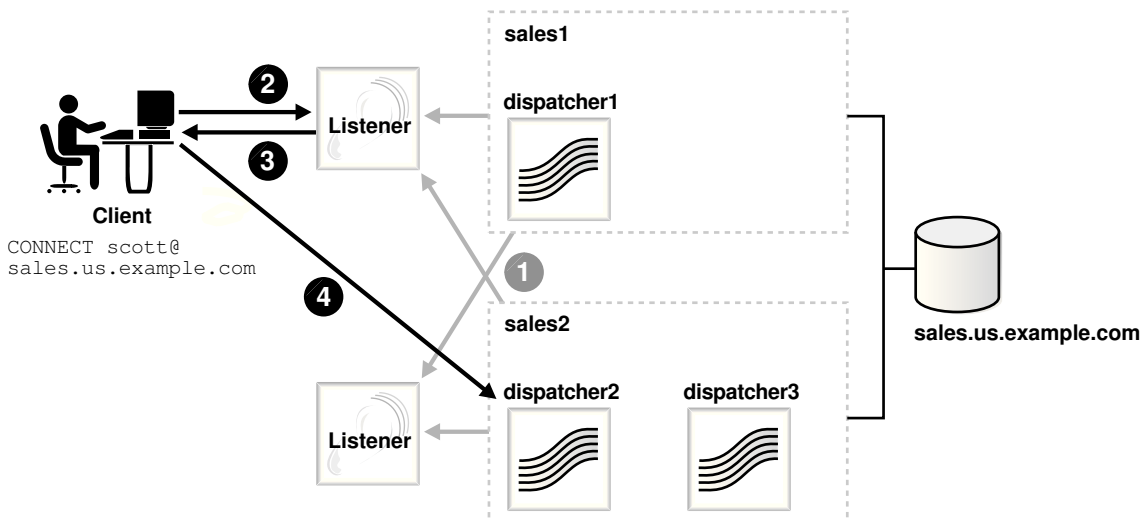 sales1
2
dispatcher1
Listener
3
Client
CONNECT scott@
sales.us.example.com
1
4
sales2
sales.us.example.com
dispatcher2
dispatcher3
Listener